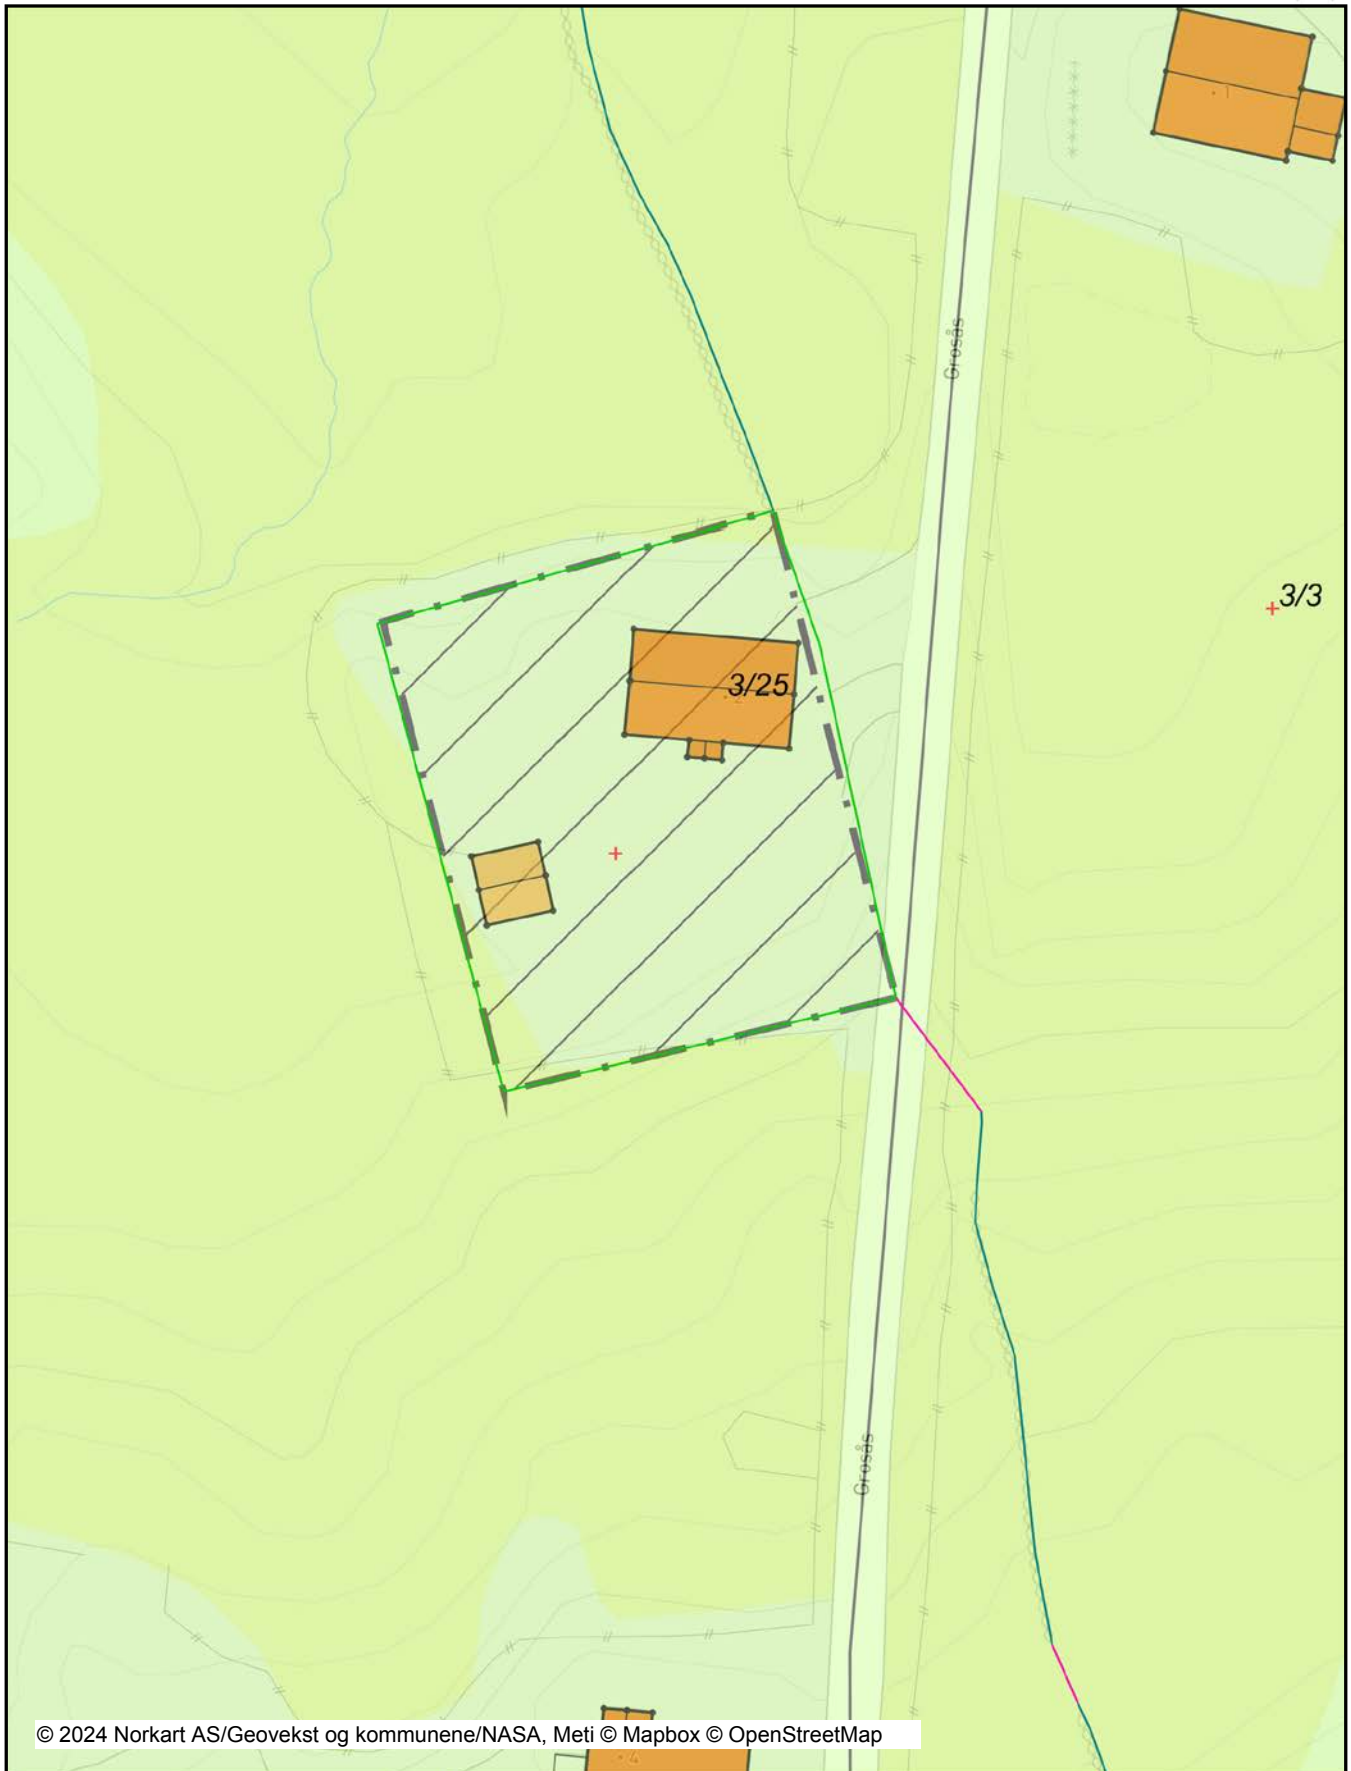 Grosås
3/3
3/25
Grosås
© 2024 Norkart AS/Geovekst og kommunene/NASA, Meti © Mapbox © OpenStreetMap